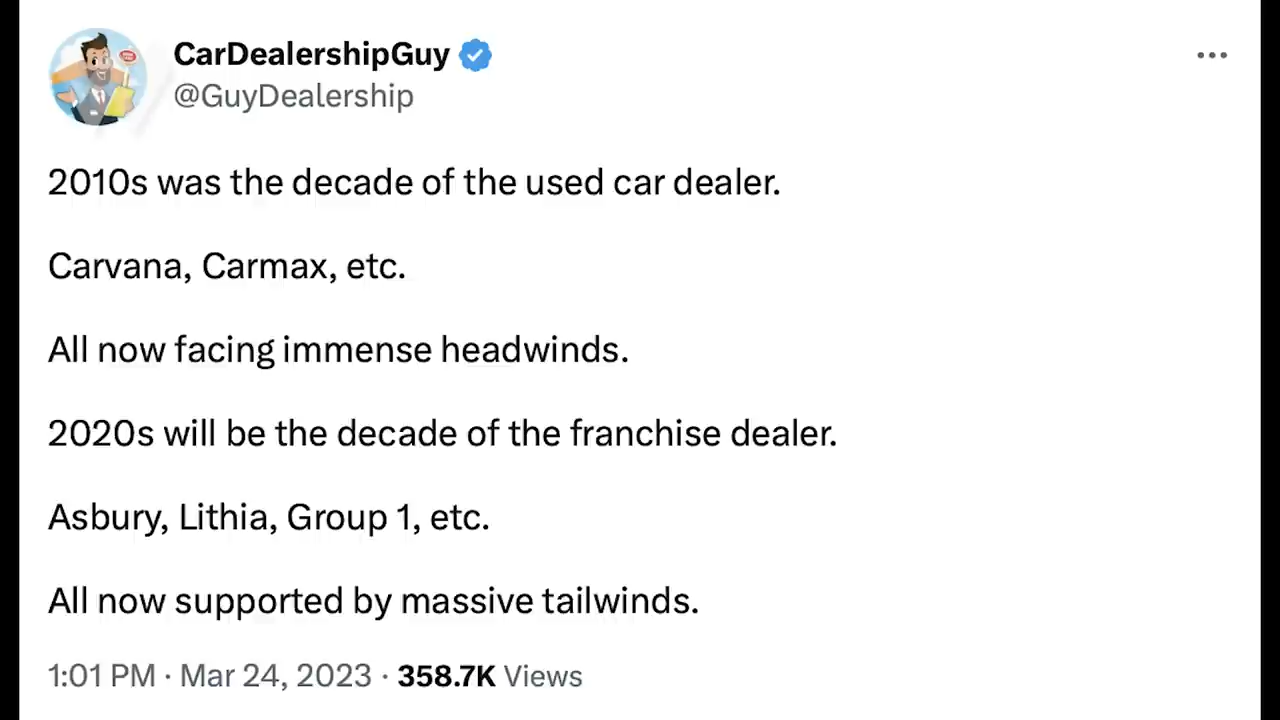 CarDealershipGuy
@GuyDealership
2010s was the decade of the used car dealer.
Carvana, Carmax, etc.
All now facing immense headwinds.
2020s will be the decade of the franchise dealer.
Asbury, Lithia, Group 1, etc.
All now supported by massive tailwinds.
1:01 PM · Mar 24, 2023 · 358.7K Views